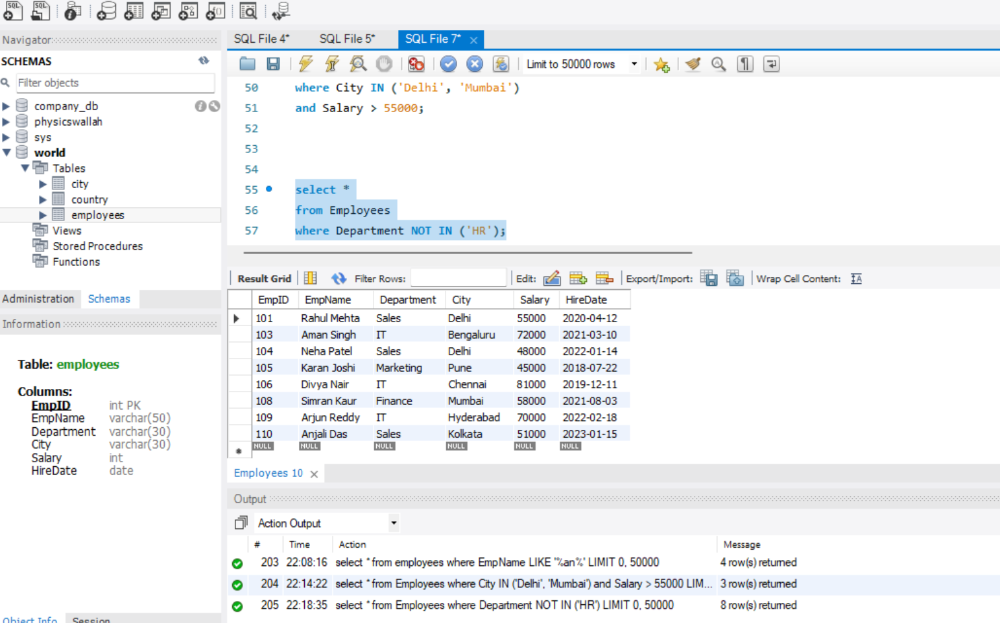 SQL
SQL
Navigator
SCHEMAS
Filter objects
company_db
physicswallah
sys
world
Tables
city
country
employees
Views
Stored Procedures
Functions
Administration
Schemas
Information
Table: employees
Columns:
EmpID int PK
EmpName varchar(50)
Department varchar(30)
City varchar(30)
Salary int
HireDate date
Object Info
Session
SQL File 4*
SQL File 5*
SQL File 7*
Limit to 50000 rows
50 where City IN ('Delhi', 'Mumbai')
51 and Salary > 55000;
52
53
54
55 select *
56 from Employees
57 where Department NOT IN ('HR');
Result Grid Filter Rows: Edit: Export/Import: Wrap Cell Content:
EmpID EmpName Department City Salary HireDate
101 Rahul Mehta Sales Delhi 55000 2020-04-12
103 Aman Singh IT Bengaluru 72000 2021-03-10
104 Neha Patel Sales Delhi 48000 2022-01-14
105 Karan Joshi Marketing Pune 45000 2018-07-22
106 Divya Nair IT Chennai 81000 2019-12-11
108 Simran Kaur Finance Mumbai 58000 2021-08-03
109 Arjun Reddy IT Hyderabad 70000 2022-02-18
110 Anjali Das Sales Kolkata 51000 2023-01-15
NULL NULL NULL NULL NULL NULL
Employees 10
Output
Action Output
# Time Action Message
203 22:08:16 select * from employees where EmpName LIKE '%an%' LIMIT 0, 50000 4 row(s) returned
204 22:14:22 select * from Employees where City IN ('Delhi', 'Mumbai') and Salary > 55000 LIM... 3 row(s) returned
205 22:18:35 select * from Employees where Department NOT IN ('HR') LIMIT 0, 50000 8 row(s) returned